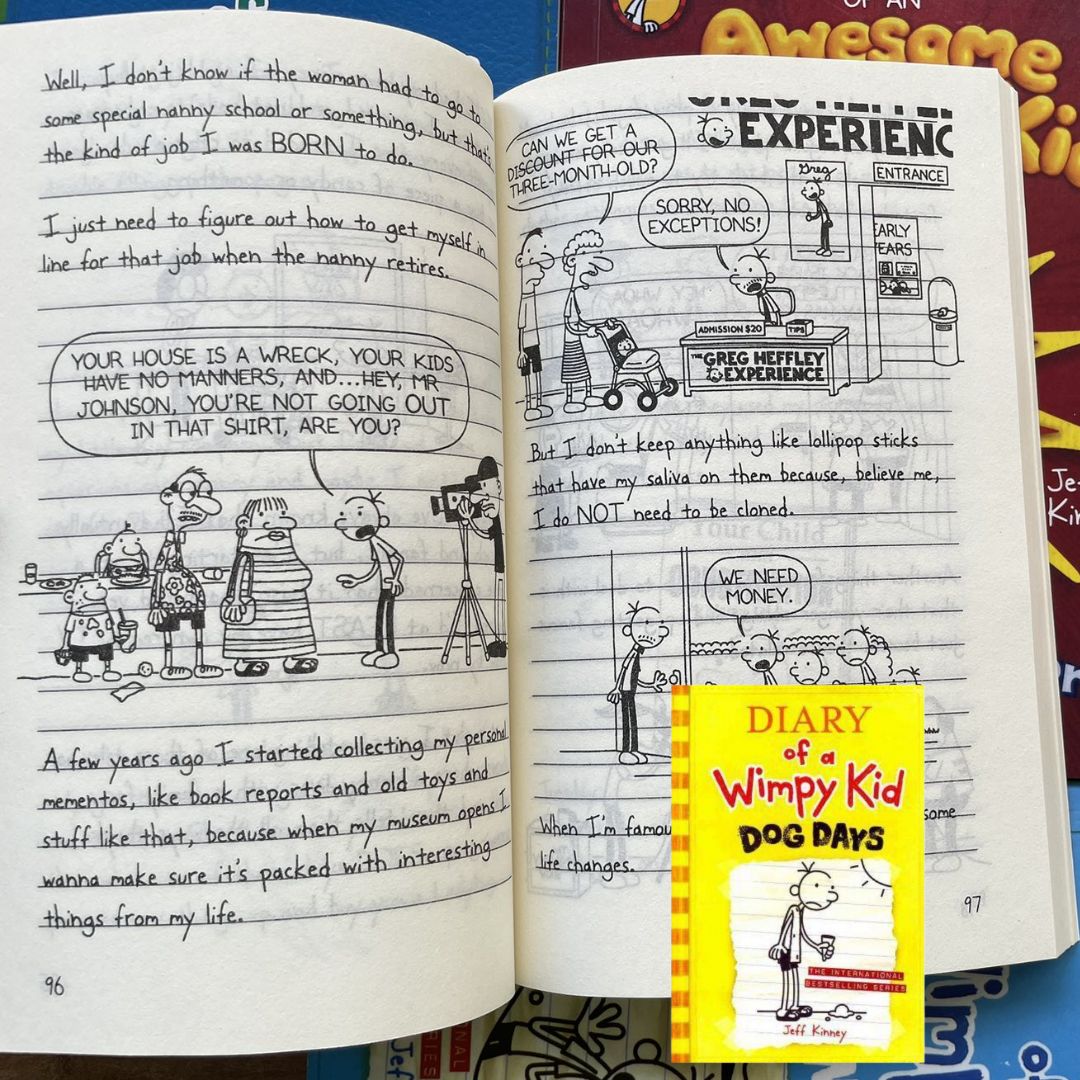 Well, I don't know if the woman had to go to
some special nanny school or something, but that's
the kind of job I was BORN to do.
I just need to figure out how to get myself in
line for that job when the nanny retires.
YOUR HOUSE IS A WRECK, YOUR KIDS
HAVE NO MANNERS, AND...HEY, MR
JOHNSON, YOU'RE NOT GOING OUT
IN THAT SHIRT, ARE YOU?
A few years ago I started collecting my personal
mementos, like book reports and old toys and
stuff like that, because when my museum opens I
wanna make sure it's packed with interesting
things from my life.
96
OF AN
Awesome
EXPERIENC
CAN WE GET A
DISCOUNT FOR OUR
THREE-MONTH-OLD?
SORRY, NO
EXCEPTIONS!
Greg
ENTRANCE
EARLY
EARS
ADMISSION $20
TIPS
THE GREG HEFFLEY
EXPERIENCE
But I don't keep anything like lollipop sticks
that have my saliva on them because, believe me,
I do NOT need to be cloned.
WE NEED
MONEY.
When I'm famou some
life changes.
97
DIARY
of a
Wimpy Kid
DOG DAYS
THE INTERNATIONAL
BESTSELLING SERIES
Jeff Kinney